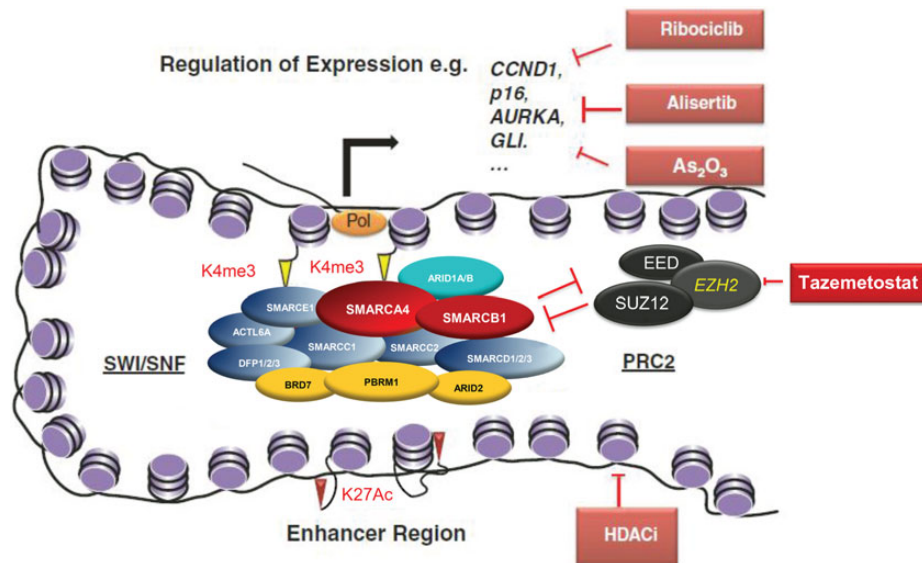 Ribociclib
Regulation of Expression e.g.
CCND1,
p16,
AURKA,
GLI.
...
Alisertib
As₂O₃
Pol
K4me3
K4me3
ARID1A/B
SMARCE1
SMARCA4
SMARCB1
ACTL6A
SMARCC1
SMARCC2
DFP1/2/3
SMARCD1/2/3
BRD7
PBRM1
ARID2
SWI/SNF
EED
EZH2
SUZ12
Tazemetostat
PRC2
K27Ac
Enhancer Region
HDACi